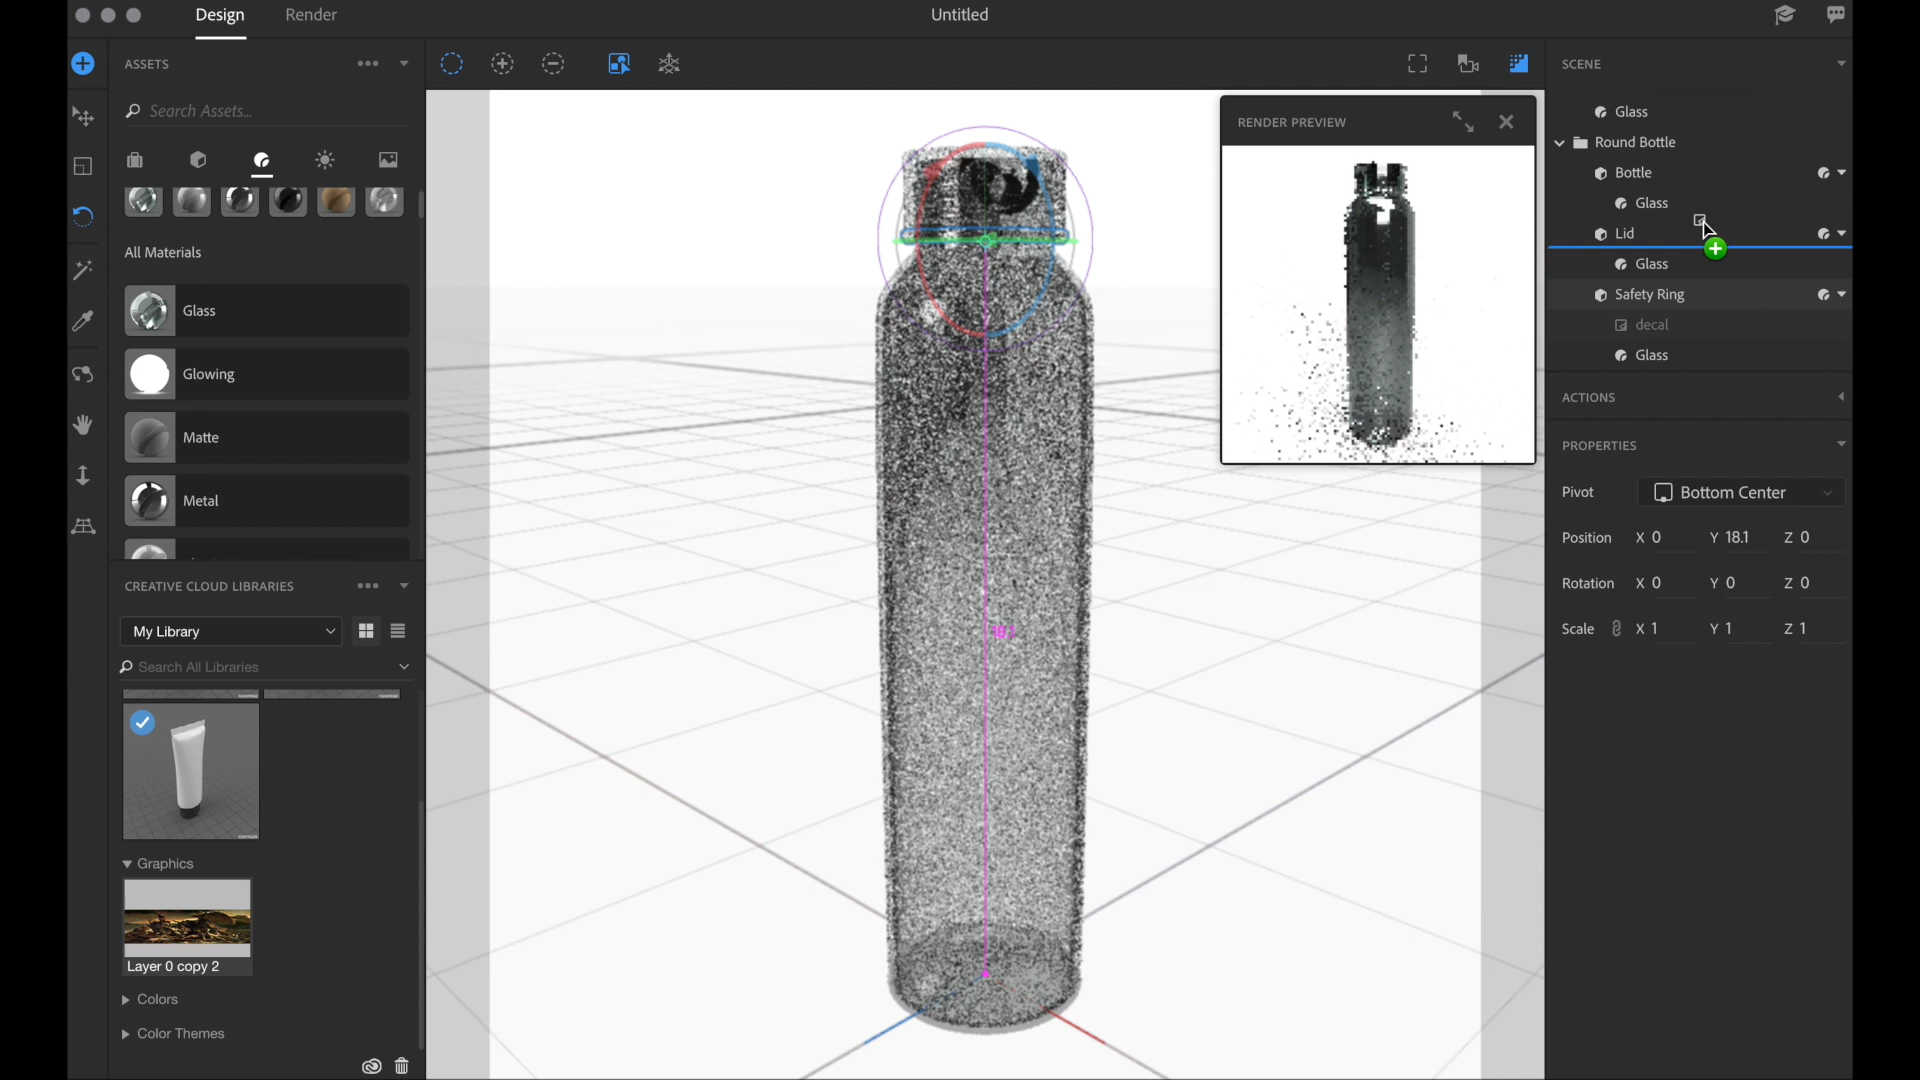 Design
Render
Untitled
ASSETS
Search Assets...
All Materials
Glass
Glowing
Matte
Metal
CREATIVE CLOUD LIBRARIES
My Library
Search All Libraries
Graphics
Layer 0 copy 2
Colors
Color Themes
RENDER PREVIEW
SCENE
Glass
Round Bottle
Bottle
Glass
Lid
Glass
Safety Ring
decal
Glass
ACTIONS
PROPERTIES
Pivot Bottom Center
Position X 0 Y 18.1 Z 0
Rotation X 0 Y 0 Z 0
Scale X 1 Y 1 Z 1